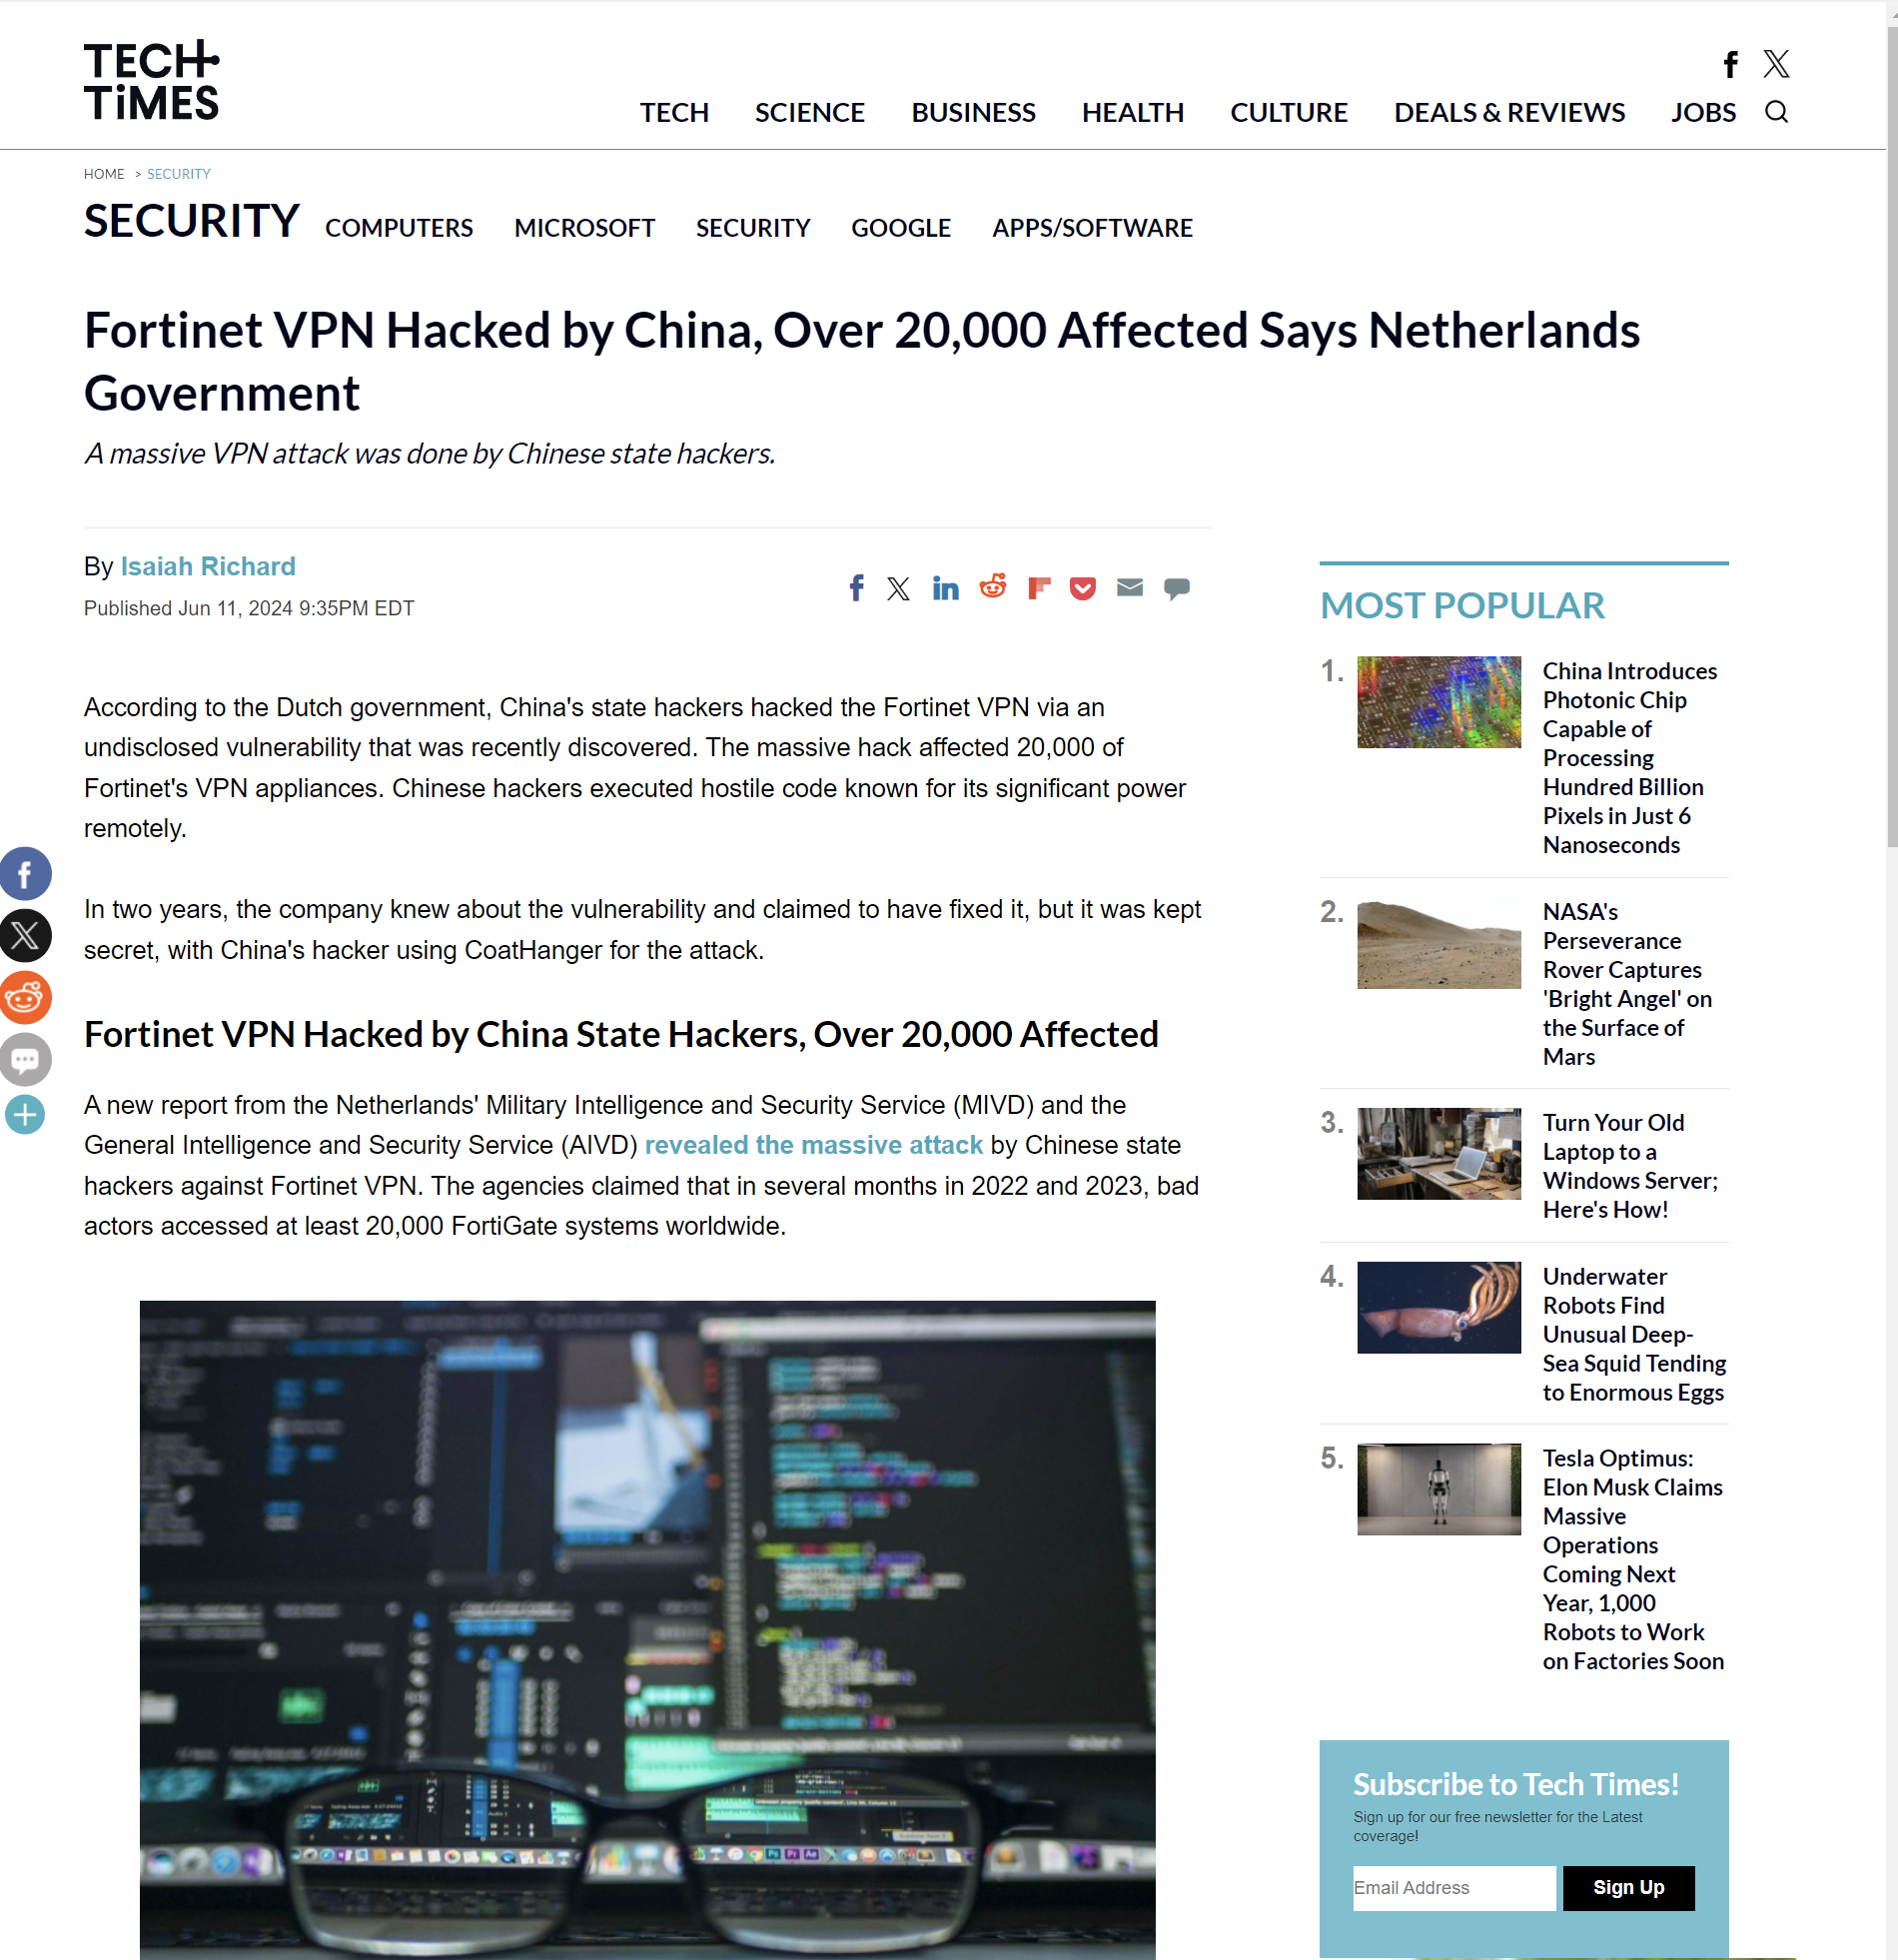 TECH
TiMES
TECH SCIENCE BUSINESS HEALTH CULTURE DEALS & REVIEWS JOBS
HOME > SECURITY
SECURITY COMPUTERS MICROSOFT SECURITY GOOGLE APPS/SOFTWARE
Fortinet VPN Hacked by China, Over 20,000 Affected Says Netherlands
Government
A massive VPN attack was done by Chinese state hackers.
By Isaiah Richard
Published Jun 11, 2024 9:35PM EDT
According to the Dutch government, China's state hackers hacked the Fortinet VPN via an
undisclosed vulnerability that was recently discovered. The massive hack affected 20,000 of
Fortinet's VPN appliances. Chinese hackers executed hostile code known for its significant power
remotely.
In two years, the company knew about the vulnerability and claimed to have fixed it, but it was kept
secret, with China's hacker using CoatHanger for the attack.
Fortinet VPN Hacked by China State Hackers, Over 20,000 Affected
A new report from the Netherlands' Military Intelligence and Security Service (MIVD) and the
General Intelligence and Security Service (AIVD) revealed the massive attack by Chinese state
hackers against Fortinet VPN. The agencies claimed that in several months in 2022 and 2023, bad
actors accessed at least 20,000 FortiGate systems worldwide.
MOST POPULAR
1. China Introduces
Photonic Chip
Capable of
Processing
Hundred Billion
Pixels in Just 6
Nanoseconds
2. NASA's
Perseverance
Rover Captures
'Bright Angel' on
the Surface of
Mars
3. Turn Your Old
Laptop to a
Windows Server;
Here's How!
4. Underwater
Robots Find
Unusual Deep-
Sea Squid Tending
to Enormous Eggs
5. Tesla Optimus:
Elon Musk Claims
Massive
Operations
Coming Next
Year, 1,000
Robots to Work
on Factories Soon
Subscribe to Tech Times!
Sign up for our free newsletter for the Latest
coverage!
Email Address Sign Up